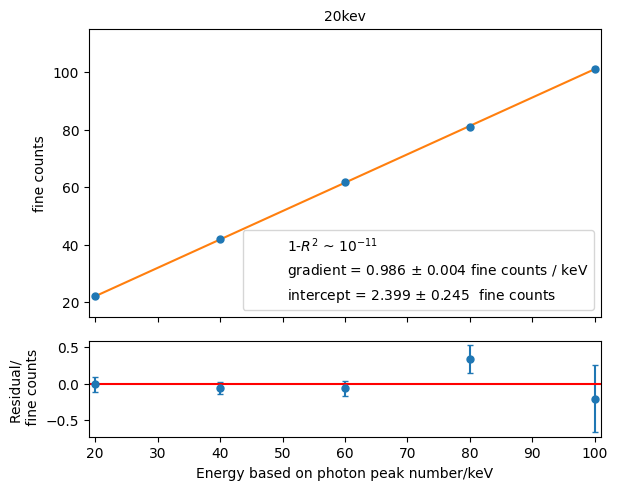 20kev
100
80
60
40
20
fine counts
1-R² ~ 10⁻¹¹
gradient = 0.986 ± 0.004 fine counts / keV
intercept = 2.399 ± 0.245  fine counts
0.5
0.0
−0.5
Residual/
fine counts
20 30 40 50 60 70 80 90 100
Energy based on photon peak number/keV